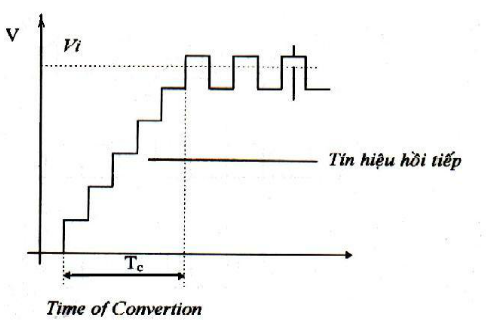 V
Vi
Tín hiệu hồi tiếp
Tc
Time of Convertion